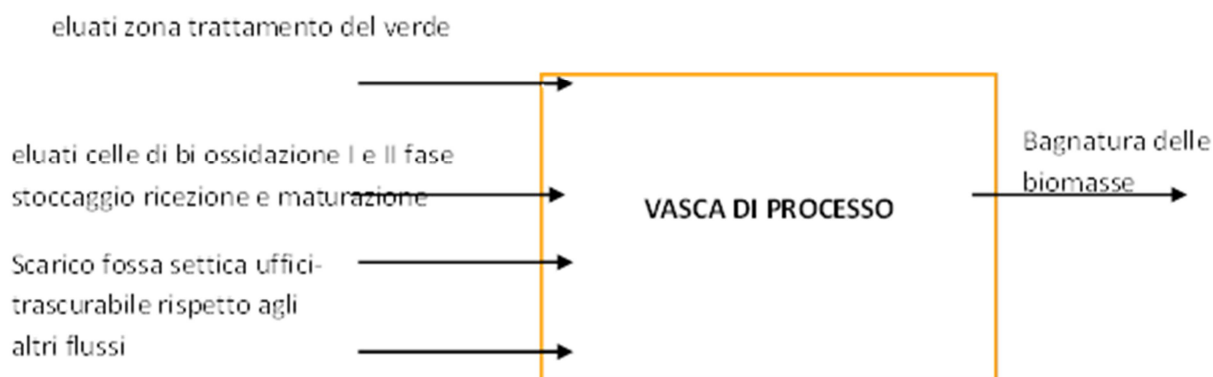 eluati zona trattamento del verde
eluati celle di bi ossidazione I e II fase
stoccaggio ricezione e maturazione
Scarico fossa settica uffici-
trascurabile rispetto agli
altri flussi
VASCA DI PROCESSO
Bagnatura delle
biomasse